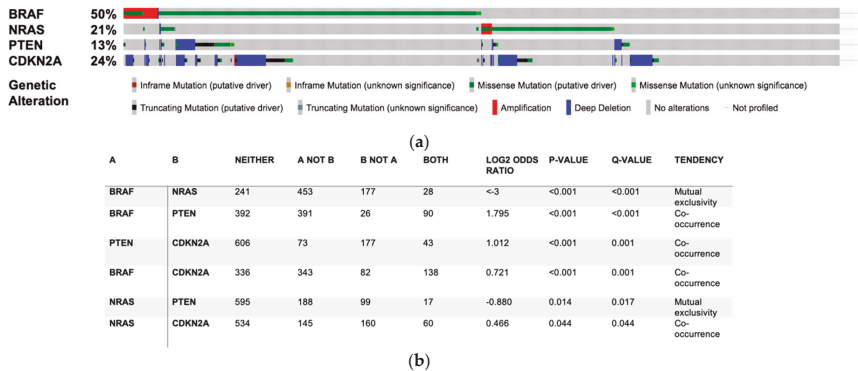 BRAF 50%
NRAS 21%
PTEN 13%
CDKN2A 24%
Genetic Alteration
Inframe Mutation (putative driver) Inframe Mutation (unknown significance) Missense Mutation (putative driver) Missense Mutation (unknown significance)
Truncating Mutation (putative driver) Truncating Mutation (unknown significance) Amplification Deep Deletion No alterations Not profiled
(a)
A B NEITHER A NOT B B NOT A BOTH LOG2 ODDS RATIO P-VALUE Q-VALUE TENDENCY
BRAF NRAS 241 453 177 28 <-3 <0.001 <0.001 Mutual exclusivity
BRAF PTEN 392 391 26 90 1.795 <0.001 <0.001 Co-occurrence
PTEN CDKN2A 606 73 177 43 1.012 <0.001 0.001 Co-occurrence
BRAF CDKN2A 336 343 82 138 0.721 <0.001 0.001 Co-occurrence
NRAS PTEN 595 188 99 17 -0.880 0.014 0.017 Mutual exclusivity
NRAS CDKN2A 534 145 160 60 0.466 0.044 0.044 Co-occurrence
(b)